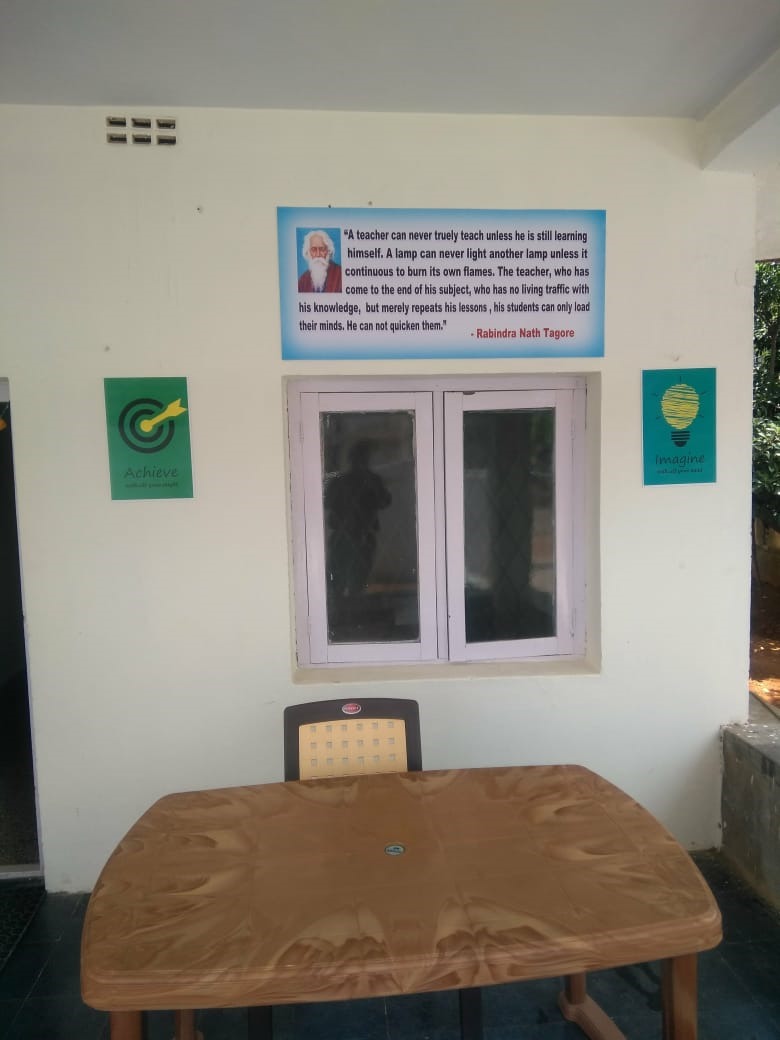 “A teacher can never truely teach unless he is still learning
himself. A lamp can never light another lamp unless it
continuous to burn its own flames. The teacher, who has
come to the end of his subject, who has no living traffic with
his knowledge, but merely repeats his lessons , his students can only load
their minds. He can not quicken them.”
- Rabindra Nath Tagore
Achieve
Imagine